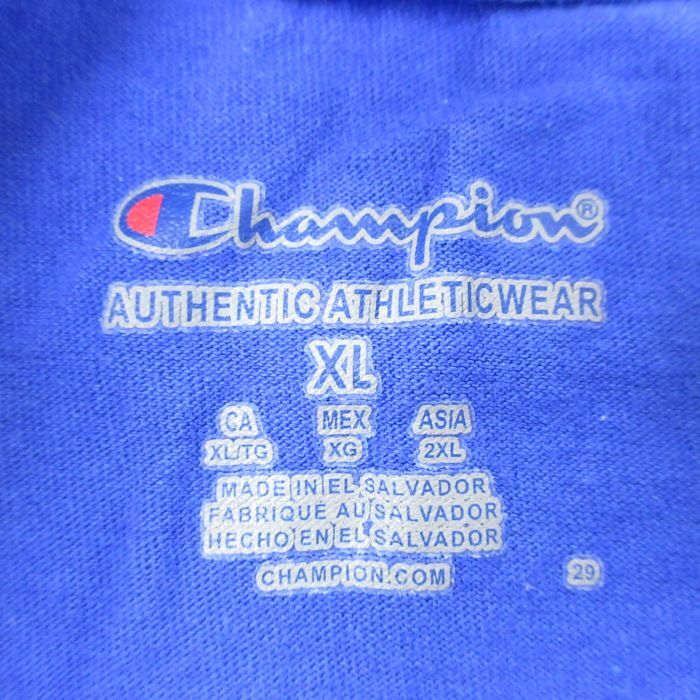 Champion®
AUTHENTIC ATHLETICWEAR
XL
CA MEX ASIA
XL/TG XG 2XL
MADE IN EL SALVADOR
FABRIQUÉ AU SALVADOR
HECHO EN EL SALVADOR
CHAMPION.COM 29